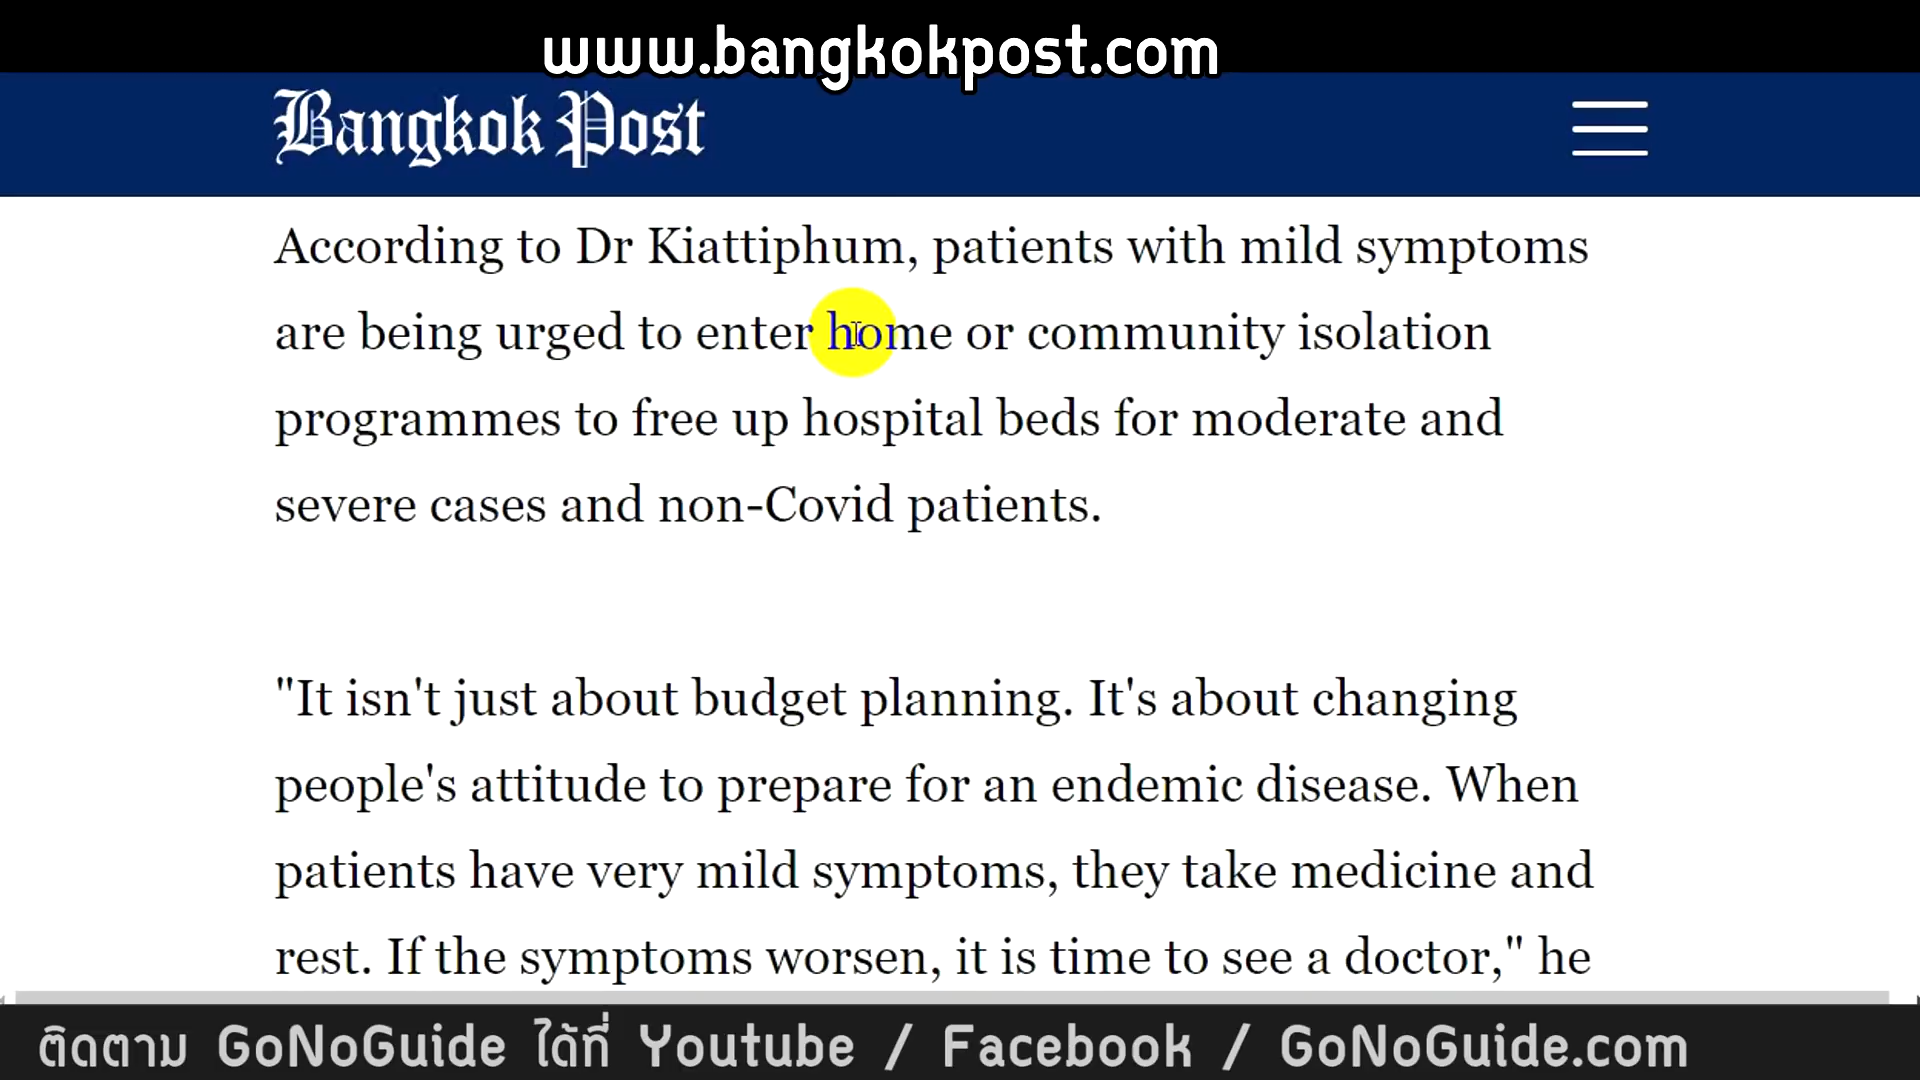 www.bangkokpost.com
Bangkok Post
According to Dr Kiattiphum, patients with mild symptoms
are being urged to enter home or community isolation
programmes to free up hospital beds for moderate and
severe cases and non-Covid patients.
"It isn't just about budget planning. It's about changing
people's attitude to prepare for an endemic disease. When
patients have very mild symptoms, they take medicine and
rest. If the symptoms worsen, it is time to see a doctor," he
ติดตาม GoNoGuide ได้ที่ Youtube / Facebook / GoNoGuide.com